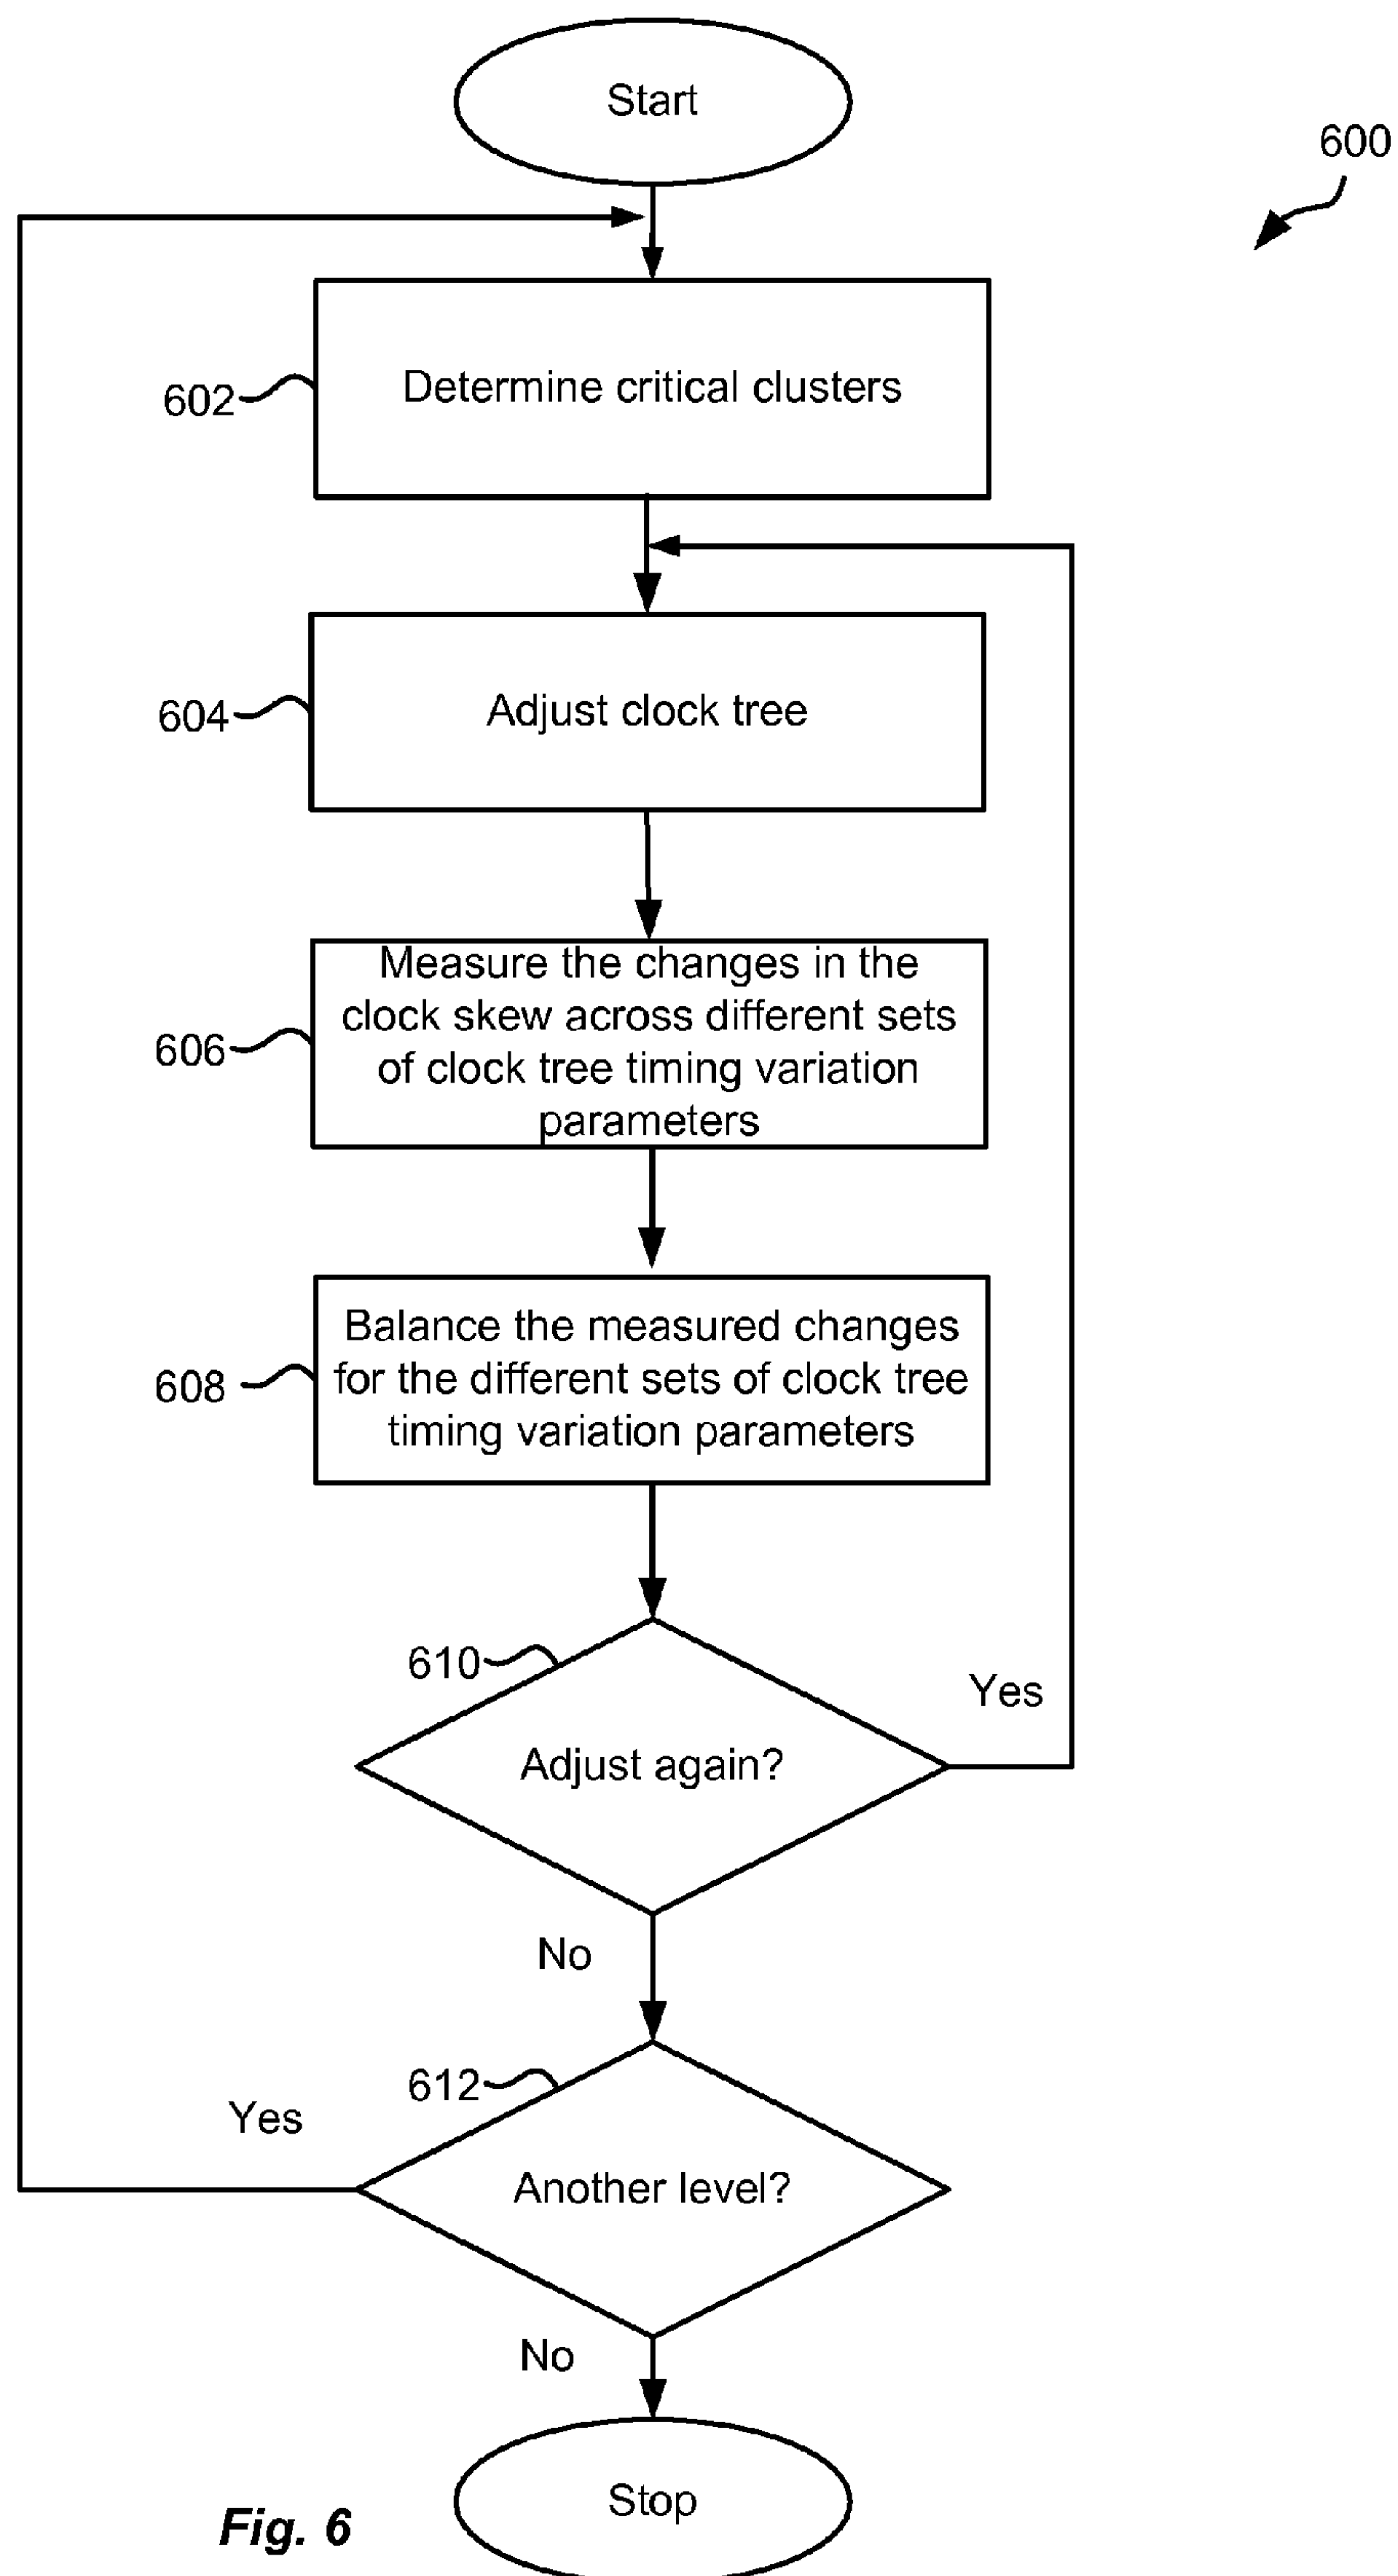 Start
600
602
Determine critical clusters
604
Adjust clock tree
606
Measure the changes in the
clock skew across different sets
of clock tree timing variation
parameters
608
Balance the measured changes
for the different sets of clock tree
timing variation parameters
610
Adjust again?
Yes
No
612
Another level?
Yes
No
Stop
Fig. 6